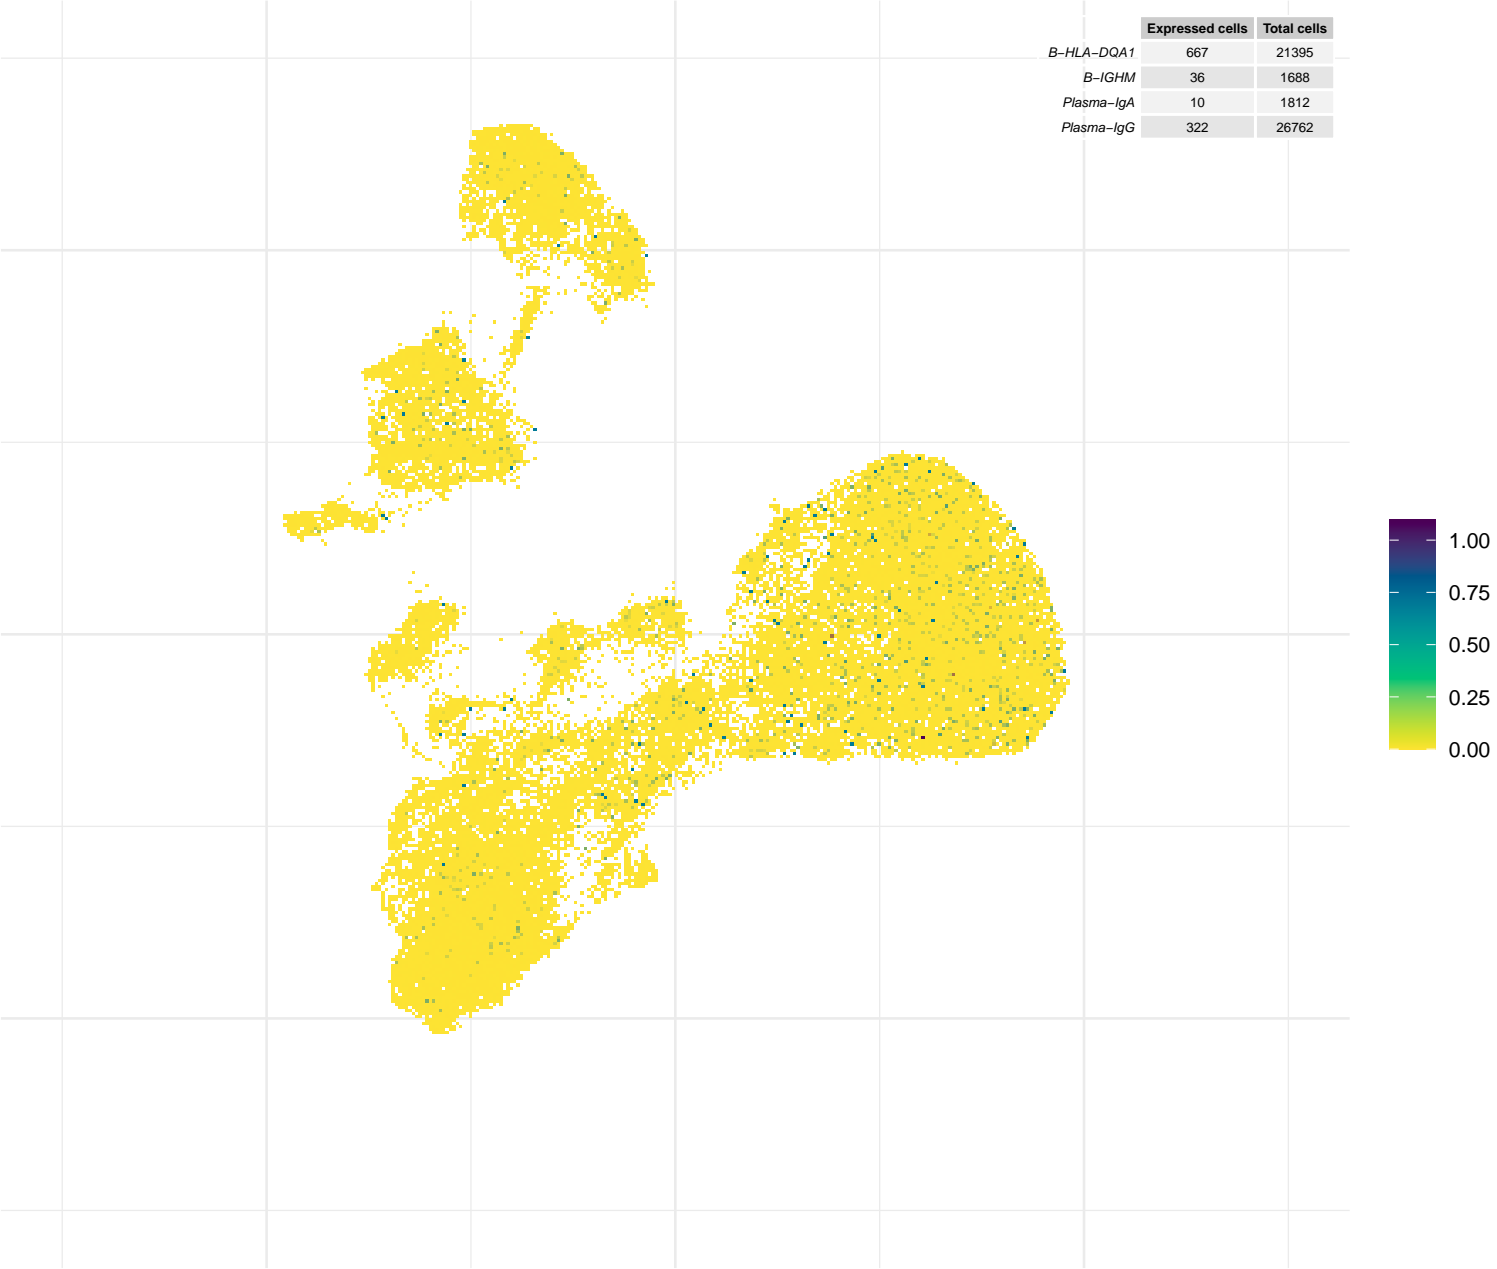 Expressed cells Total cells
B−HLA−DQA1 667 21395
B−IGHM 36 1688
Plasma−IgA 10 1812
Plasma−IgG 322 26762
1.00
0.75
0.50
0.25
0.00